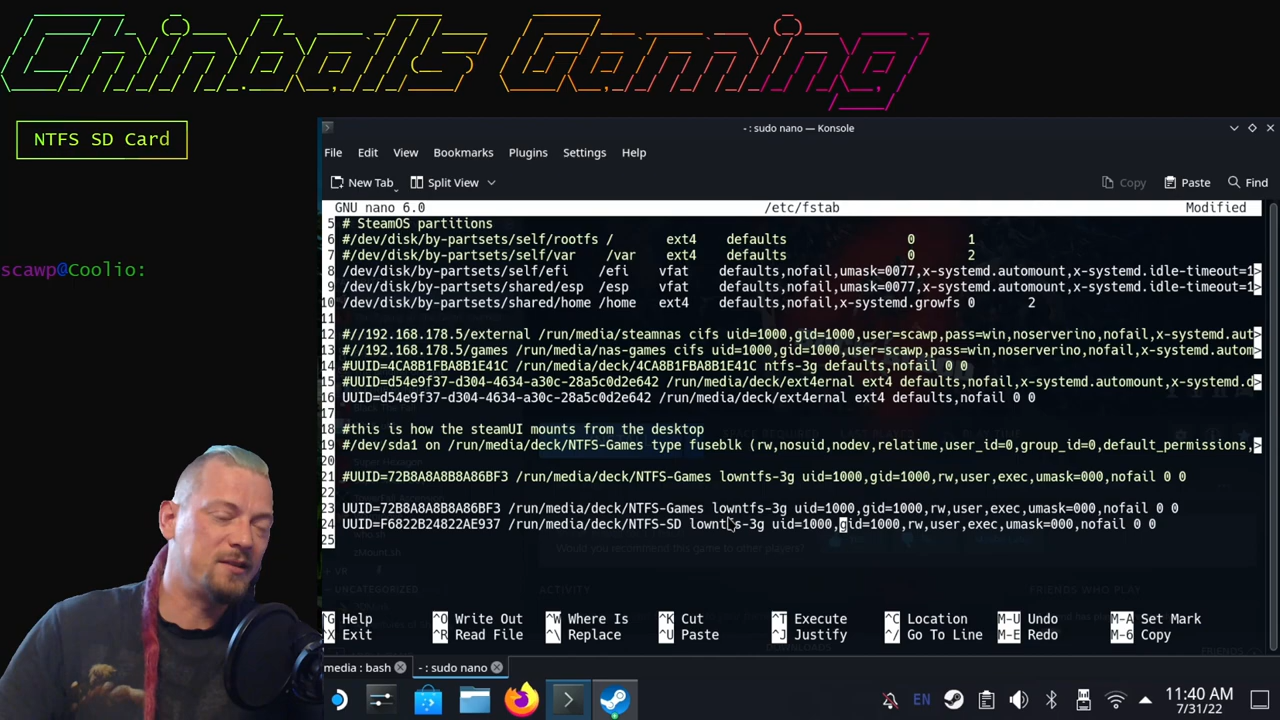 Chinballs Gaming
NTFS SD Card
scawp@Coolio:
- : sudo nano — Konsole
File Edit View Bookmarks Plugins Settings Help
New Tab Split View Copy Paste Find
GNU nano 6.0 /etc/fstab Modified
5 # SteamOS partitions
6 #/dev/disk/by-partsets/self/rootfs / ext4 defaults 0 1
7 #/dev/disk/by-partsets/self/var /var ext4 defaults 0 2
8 /dev/disk/by-partsets/self/efi /efi vfat defaults,nofail,umask=0077,x-systemd.automount,x-systemd.idle-timeout=1>
9 /dev/disk/by-partsets/shared/esp /esp vfat defaults,nofail,umask=0077,x-systemd.automount,x-systemd.idle-timeout=1>
10 /dev/disk/by-partsets/shared/home /home ext4 defaults,nofail,x-systemd.growfs 0 2
11
12 #//192.168.178.5/external /run/media/steamnas cifs uid=1000,gid=1000,user=scawp,pass=win,noserverino,nofail,x-systemd.aut>
13 #//192.168.178.5/games /run/media/nas-games cifs uid=1000,gid=1000,user=scawp,pass=win,noserverino,nofail,x-systemd.autom>
14 #UUID=4CA8B1FBA8B1E41C /run/media/deck/4CA8B1FBA8B1E41C ntfs-3g defaults,nofail 0 0
15 #UUID=d54e9f37-d304-4634-a30c-28a5c0d2e642 /run/media/deck/ext4ernal ext4 defaults,nofail,x-systemd.automount,x-systemd.d>
16 UUID=d54e9f37-d304-4634-a30c-28a5c0d2e642 /run/media/deck/ext4ernal ext4 defaults,nofail 0 0
17
18 #this is how the steamUI mounts from the desktop
19 #/dev/sda1 on /run/media/deck/NTFS-Games type fuseblk (rw,nosuid,nodev,relatime,user_id=0,group_id=0,default_permissions,>
20
21 #UUID=72B8A8A8B8A86BF3 /run/media/deck/NTFS-Games lowntfs-3g uid=1000,gid=1000,rw,user,exec,umask=000,nofail 0 0
22
23 UUID=72B8A8A8B8A86BF3 /run/media/deck/NTFS-Games lowntfs-3g uid=1000,gid=1000,rw,user,exec,umask=000,nofail 0 0
24 UUID=F6822B24822AE937 /run/media/deck/NTFS-SD lowntfs-3g uid=1000,gid=1000,rw,user,exec,umask=000,nofail 0 0
25
Would you recommend this game to other players?
ACTIVITY FRIENDS WHO PLAY
^G Help ^O Write Out ^W Where Is ^K Cut ^T Execute ^C Location M-U Undo M-A Set Mark
^X Exit ^R Read File ^\ Replace ^U Paste ^J Justify ^/ Go To Line M-E Redo M-6 Copy
media : bash - : sudo nano
EN 11:40 AM
7/31/22